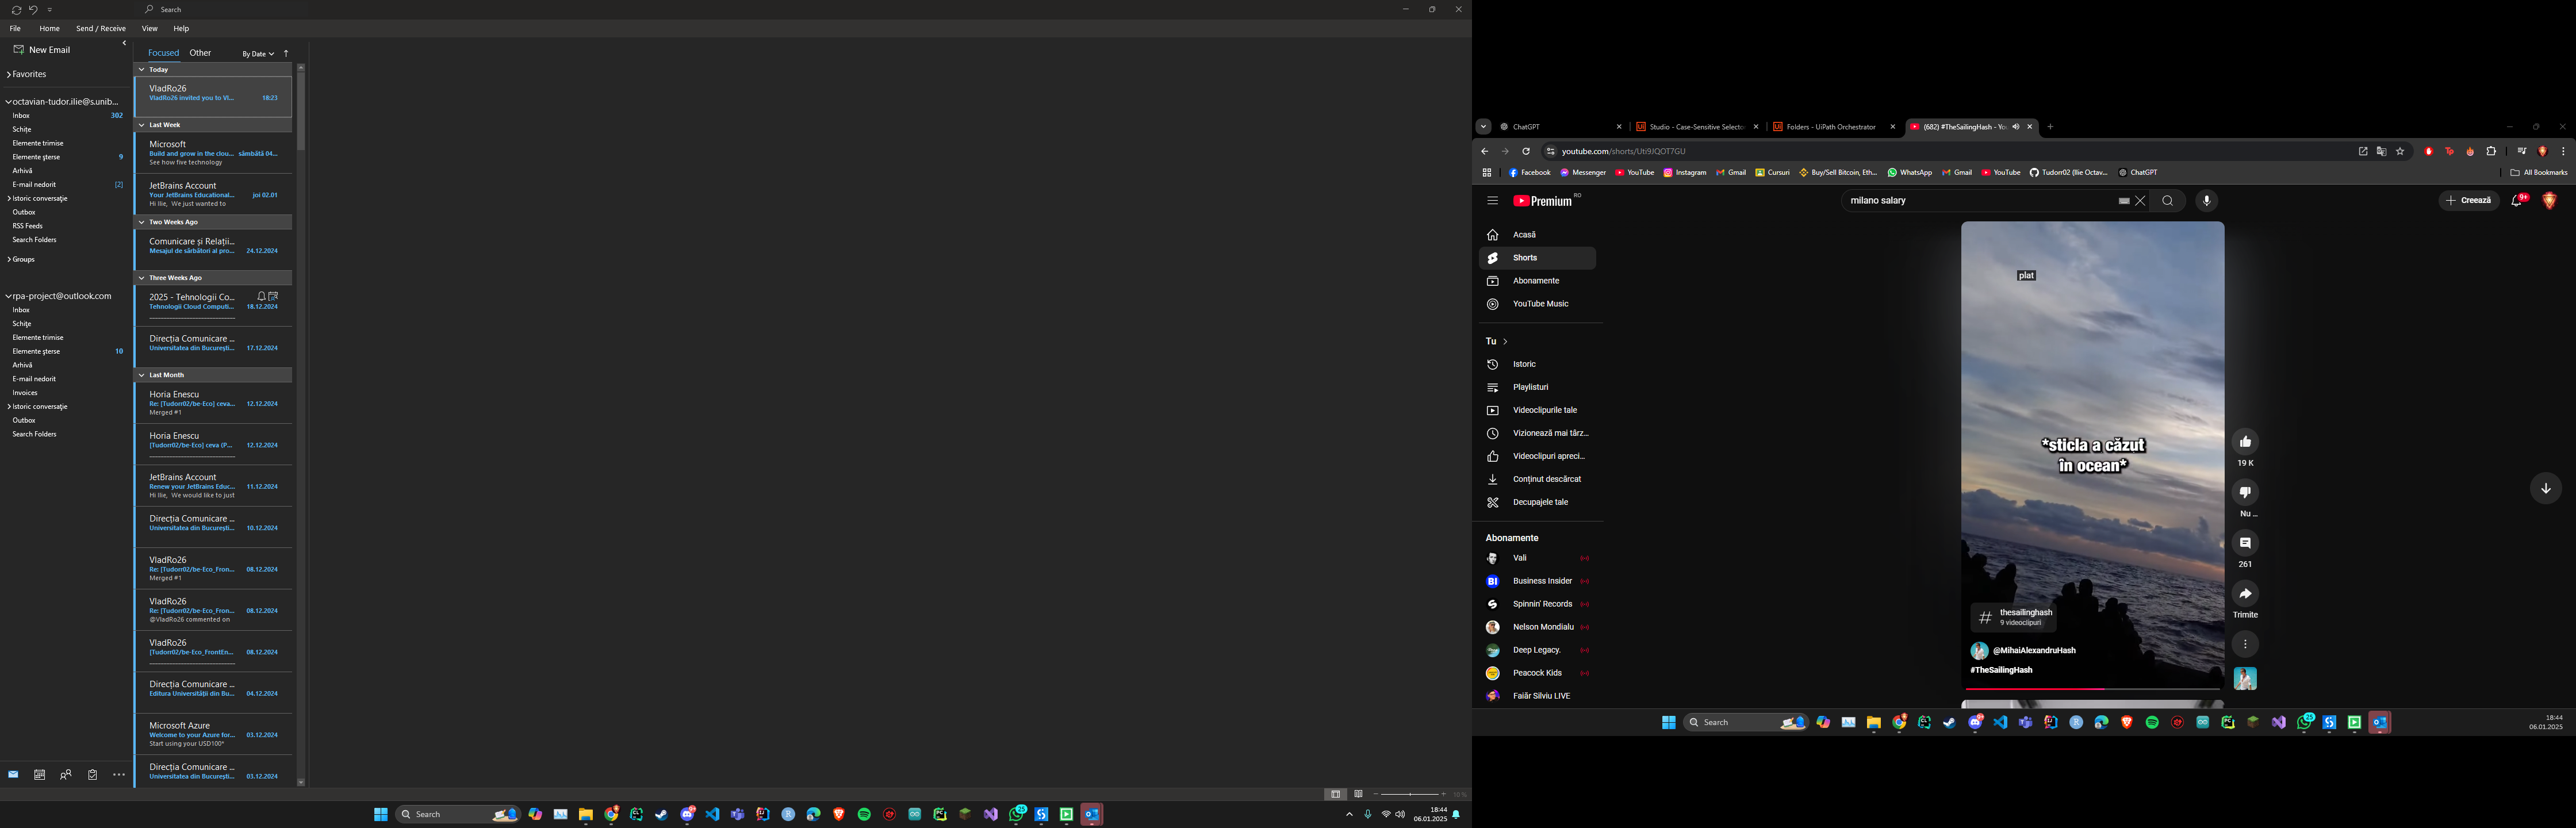 Search
File Home Send / Receive View Help
New Email
Favorites
octavian-tudor.ilie@s.unib...
Inbox 302
Schițe
Elemente trimise
Elemente șterse 9
Arhivă
E-mail nedorit [2]
Istoric conversație
Outbox
RSS Feeds
Search Folders
Groups
rpa-project@outlook.com
Inbox
Schițe
Elemente trimise
Elemente șterse 10
Arhivă
E-mail nedorit
Invoices
Istoric conversație
Outbox
Search Folders
Focused Other By Date
Today
VladRo26
VladRo26 invited you to Vl... 18:23
Last Week
Microsoft
Build and grow in the clou... sâmbătă 04...
See how five technology
JetBrains Account
Your JetBrains Educational... joi 02.01
Hi Ilie, We just wanted to
Two Weeks Ago
Comunicare și Relații...
Mesajul de sărbători al pro... 24.12.2024
Three Weeks Ago
2025 - Tehnologii Co...
Tehnologii Cloud Computi... 18.12.2024
Direcția Comunicare ...
Universitatea din Bucureşti... 17.12.2024
Last Month
Horia Enescu
Re: [Tudorr02/be-Eco] ceva... 12.12.2024
Merged #1
Horia Enescu
[Tudorr02/be-Eco] ceva (P... 12.12.2024
JetBrains Account
Renew your JetBrains Educ... 11.12.2024
Hi Ilie, We would like to just
Direcția Comunicare ...
Universitatea din Bucureşti... 10.12.2024
VladRo26
Re: [Tudorr02/be-Eco_Fron... 08.12.2024
Merged #1
VladRo26
Re: [Tudorr02/be-Eco_Fron... 08.12.2024
@VladRo26 commented on
VladRo26
[Tudorr02/be-Eco_FrontEn... 08.12.2024
Direcția Comunicare ...
Editura Universității din Bu... 04.12.2024
Microsoft Azure
Welcome to your Azure for... 03.12.2024
Start using your USD100*
Direcția Comunicare ...
Universitatea din Bucureşti... 03.12.2024
10 %
Search
18:44
06.01.2025
ChatGPT
Studio - Case-Sensitive Selecto
Folders - UiPath Orchestrator
(682) #TheSailingHash - Yo
youtube.com/shorts/Uti9JQOT7GU
Facebook Messenger YouTube Instagram Gmail Cursuri Buy/Sell Bitcoin, Eth... WhatsApp Gmail YouTube Tudorr02 (Ilie Octav... ChatGPT All Bookmarks
Premium RO
milano salary
Creează
9+
Acasă
Shorts
Abonamente
YouTube Music
Tu
Istoric
Playlisturi
Videoclipurile tale
Vizionează mai târz...
Videoclipuri apreci...
Conținut descărcat
Decupajele tale
Abonamente
Vali
Business Insider
Spinnin' Records
Nelson Mondialu
Deep Legacy.
Peacock Kids
Faiăr Silviu LIVE
plat
*sticla a căzut
în ocean*
thesailinghash
9 videoclipuri
@MihaiAlexandruHash
#TheSailingHash
19 K
Nu ...
261
Trimite
Search
18:44
06.01.2025